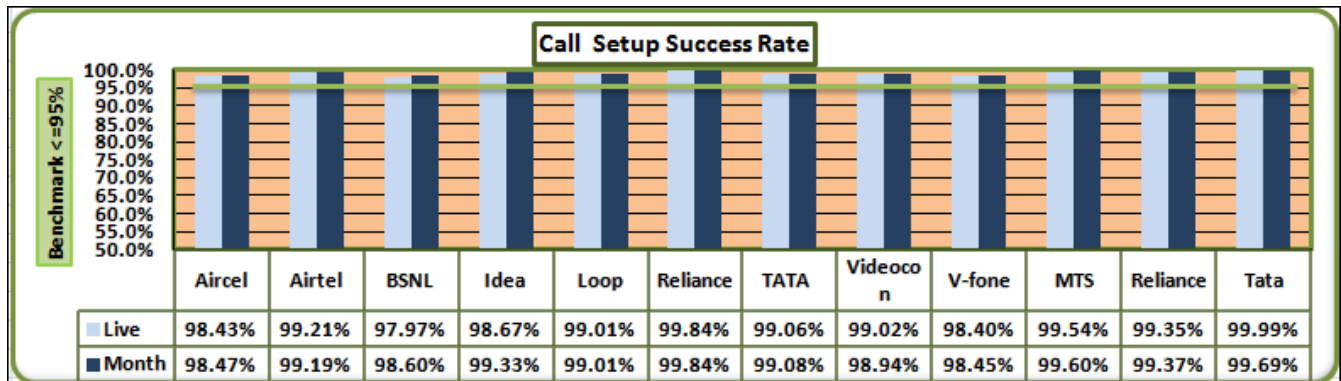 Call Setup Success Rate
Benchmark <=95%
100.0%
95.0%
90.0%
85.0%
80.0%
75.0%
70.0%
65.0%
60.0%
55.0%
50.0%
Aircel Airtel BSNL Idea Loop Reliance TATA Videoco V-fone MTS Reliance Tata
n
Live 98.43% 99.21% 97.97% 98.67% 99.01% 99.84% 99.06% 99.02% 98.40% 99.54% 99.35% 99.99%
Month 98.47% 99.19% 98.60% 99.33% 99.01% 99.84% 99.08% 98.94% 98.45% 99.60% 99.37% 99.69%